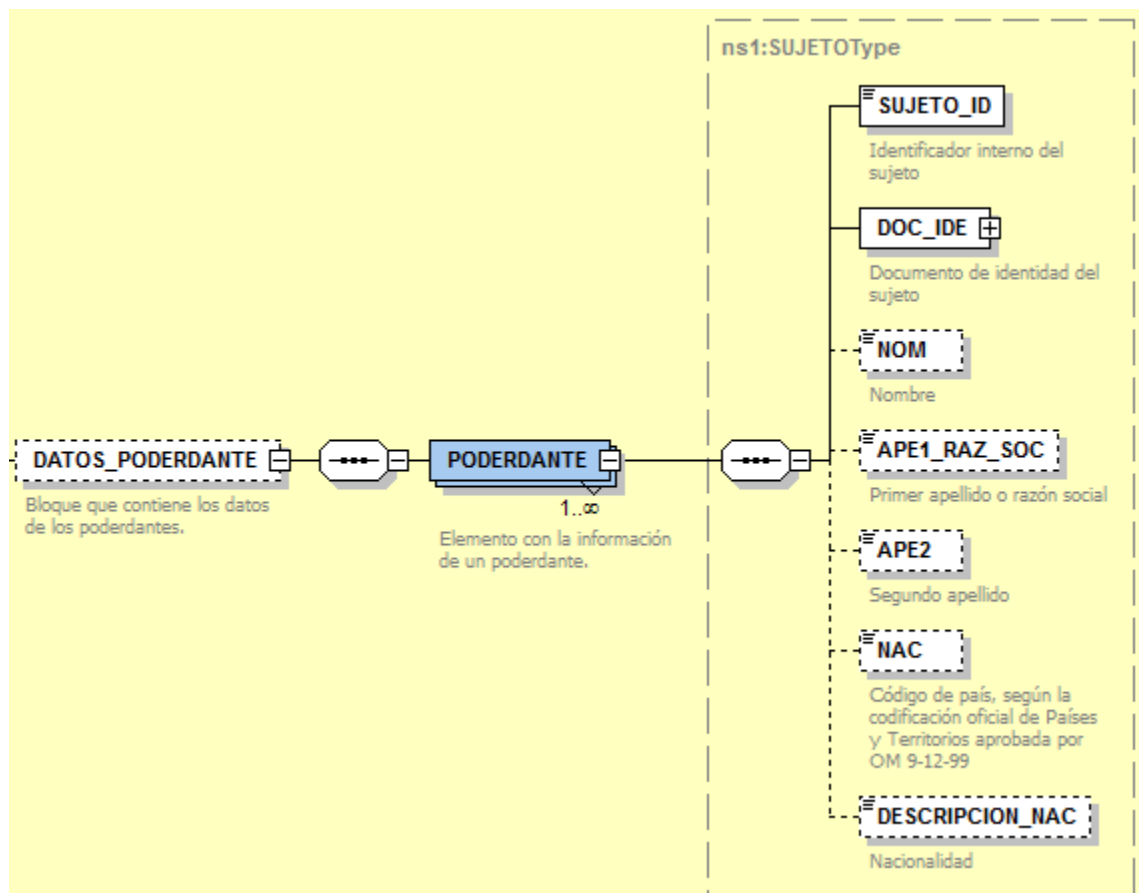 ns1:SUJETOType
SUJETO_ID
Identificador interno del
sujeto
DOC_IDE
Documento de identidad del
sujeto
NOM
Nombre
DATOS_PODERDANTE
Bloque que contiene los datos
de los poderdantes.
PODERDANTE
1..∞
Elemento con la información
de un poderdante.
APE1_RAZ_SOC
Primer apellido o razón social
APE2
Segundo apellido
NAC
Código de país, según la
codificación oficial de Países
y Territorios aprobada por
OM 9-12-99
DESCRIPCION_NAC
Nacionalidad